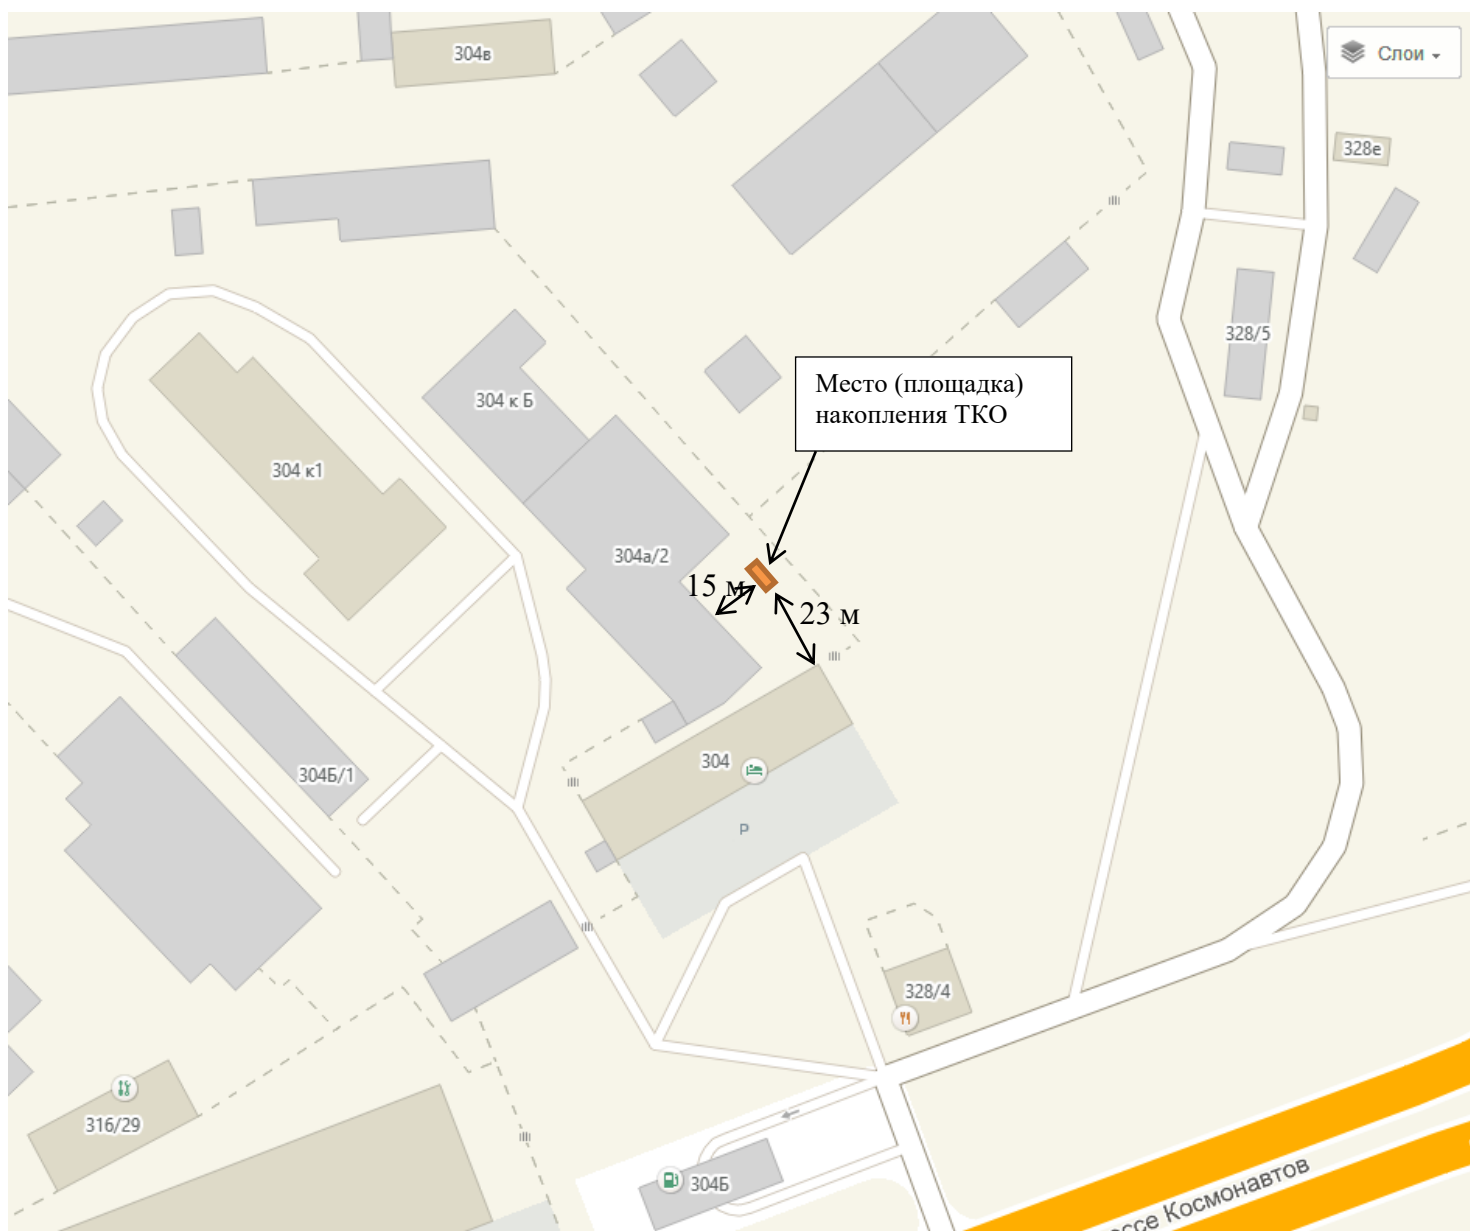 304в
Слои
328е
328/5
Место (площадка)
накопления ТКО
304 к Б
304 к1
304а/2
15 м
23 м
304
304Б/1
P
328/4
316/29
304Б
ссе Космонавтов